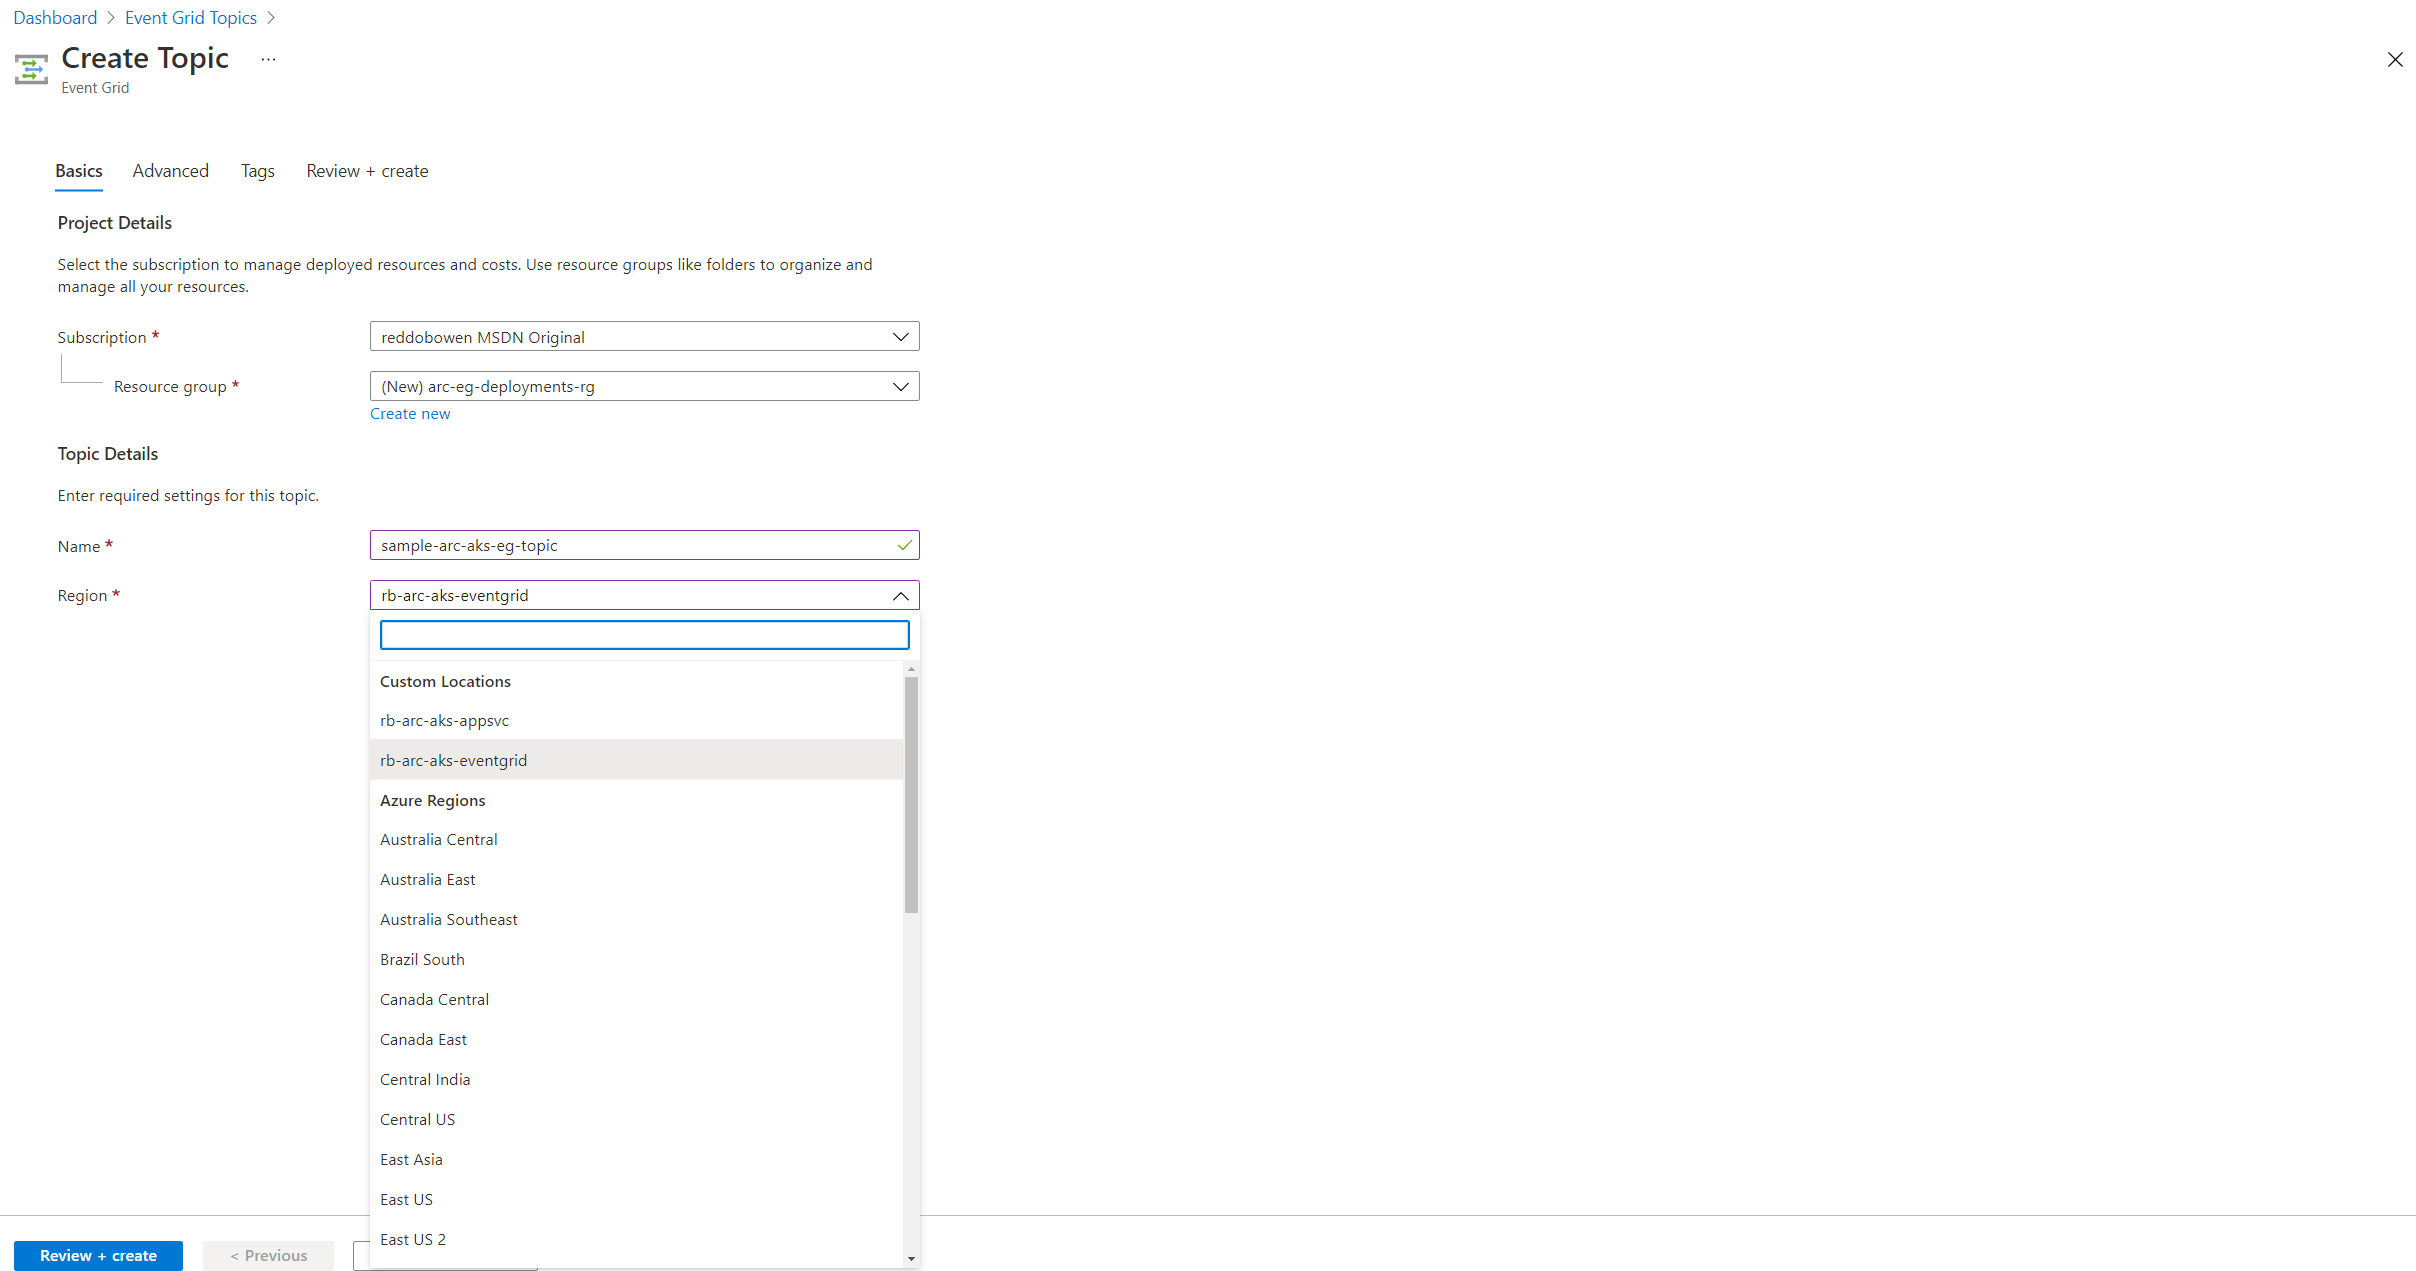 Dashboard > Event Grid Topics >
Create Topic ...
Event Grid
Basics Advanced Tags Review + create
Project Details
Select the subscription to manage deployed resources and costs. Use resource groups like folders to organize and
manage all your resources.
Subscription *
reddobowen MSDN Original
Resource group *
(New) arc-eg-deployments-rg
Create new
Topic Details
Enter required settings for this topic.
Name *
sample-arc-aks-eg-topic
Region *
rb-arc-aks-eventgrid
Custom Locations
rb-arc-aks-appsvc
rb-arc-aks-eventgrid
Azure Regions
Australia Central
Australia East
Australia Southeast
Brazil South
Canada Central
Canada East
Central India
Central US
East Asia
East US
East US 2
Review + create
< Previous